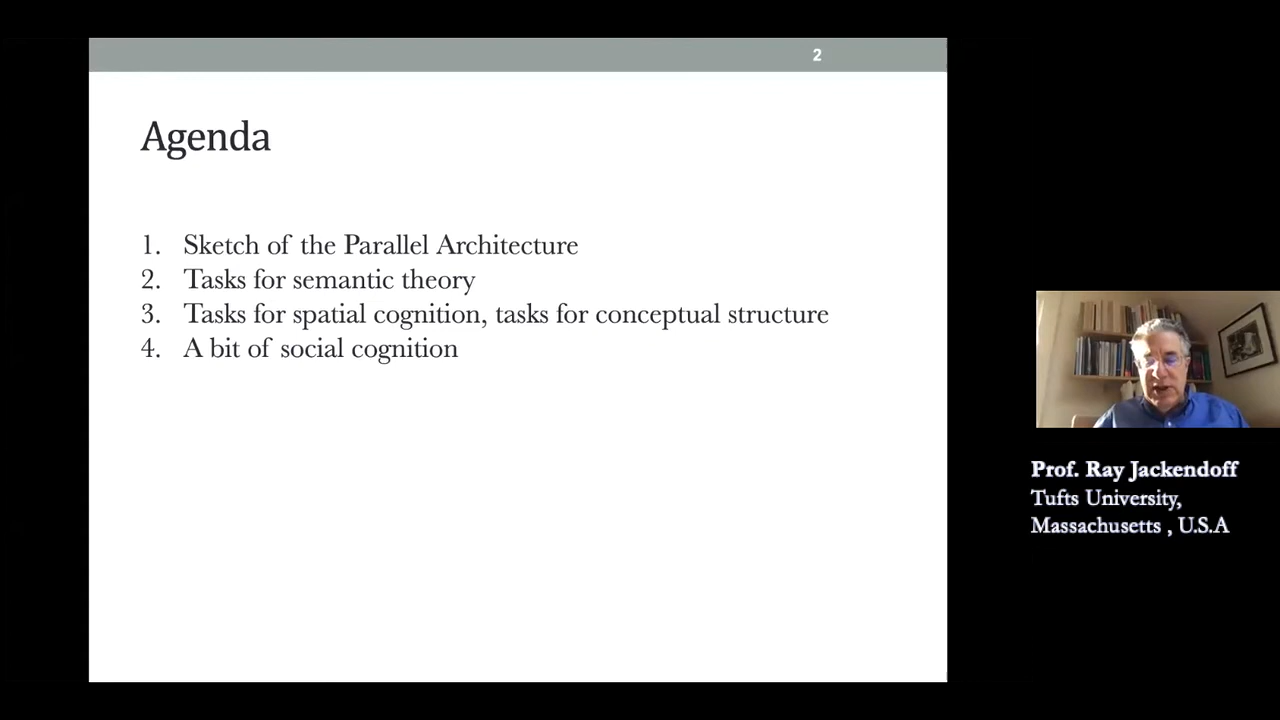 2
Agenda
1. Sketch of the Parallel Architecture
2. Tasks for semantic theory
3. Tasks for spatial cognition, tasks for conceptual structure
4. A bit of social cognition
Prof. Ray Jackendoff
Tufts University,
Massachusetts , U.S.A